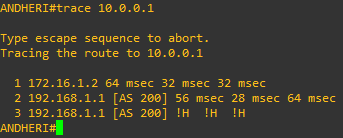 ANDHERI#trace 10.0.0.1
Type escape sequence to abort.
Tracing the route to 10.0.0.1
1 172.16.1.2 64 msec 32 msec 32 msec
2 192.168.1.1 [AS 200] 56 msec 28 msec 64 msec
3 192.168.1.1 [AS 200] !H !H !H
ANDHERI#